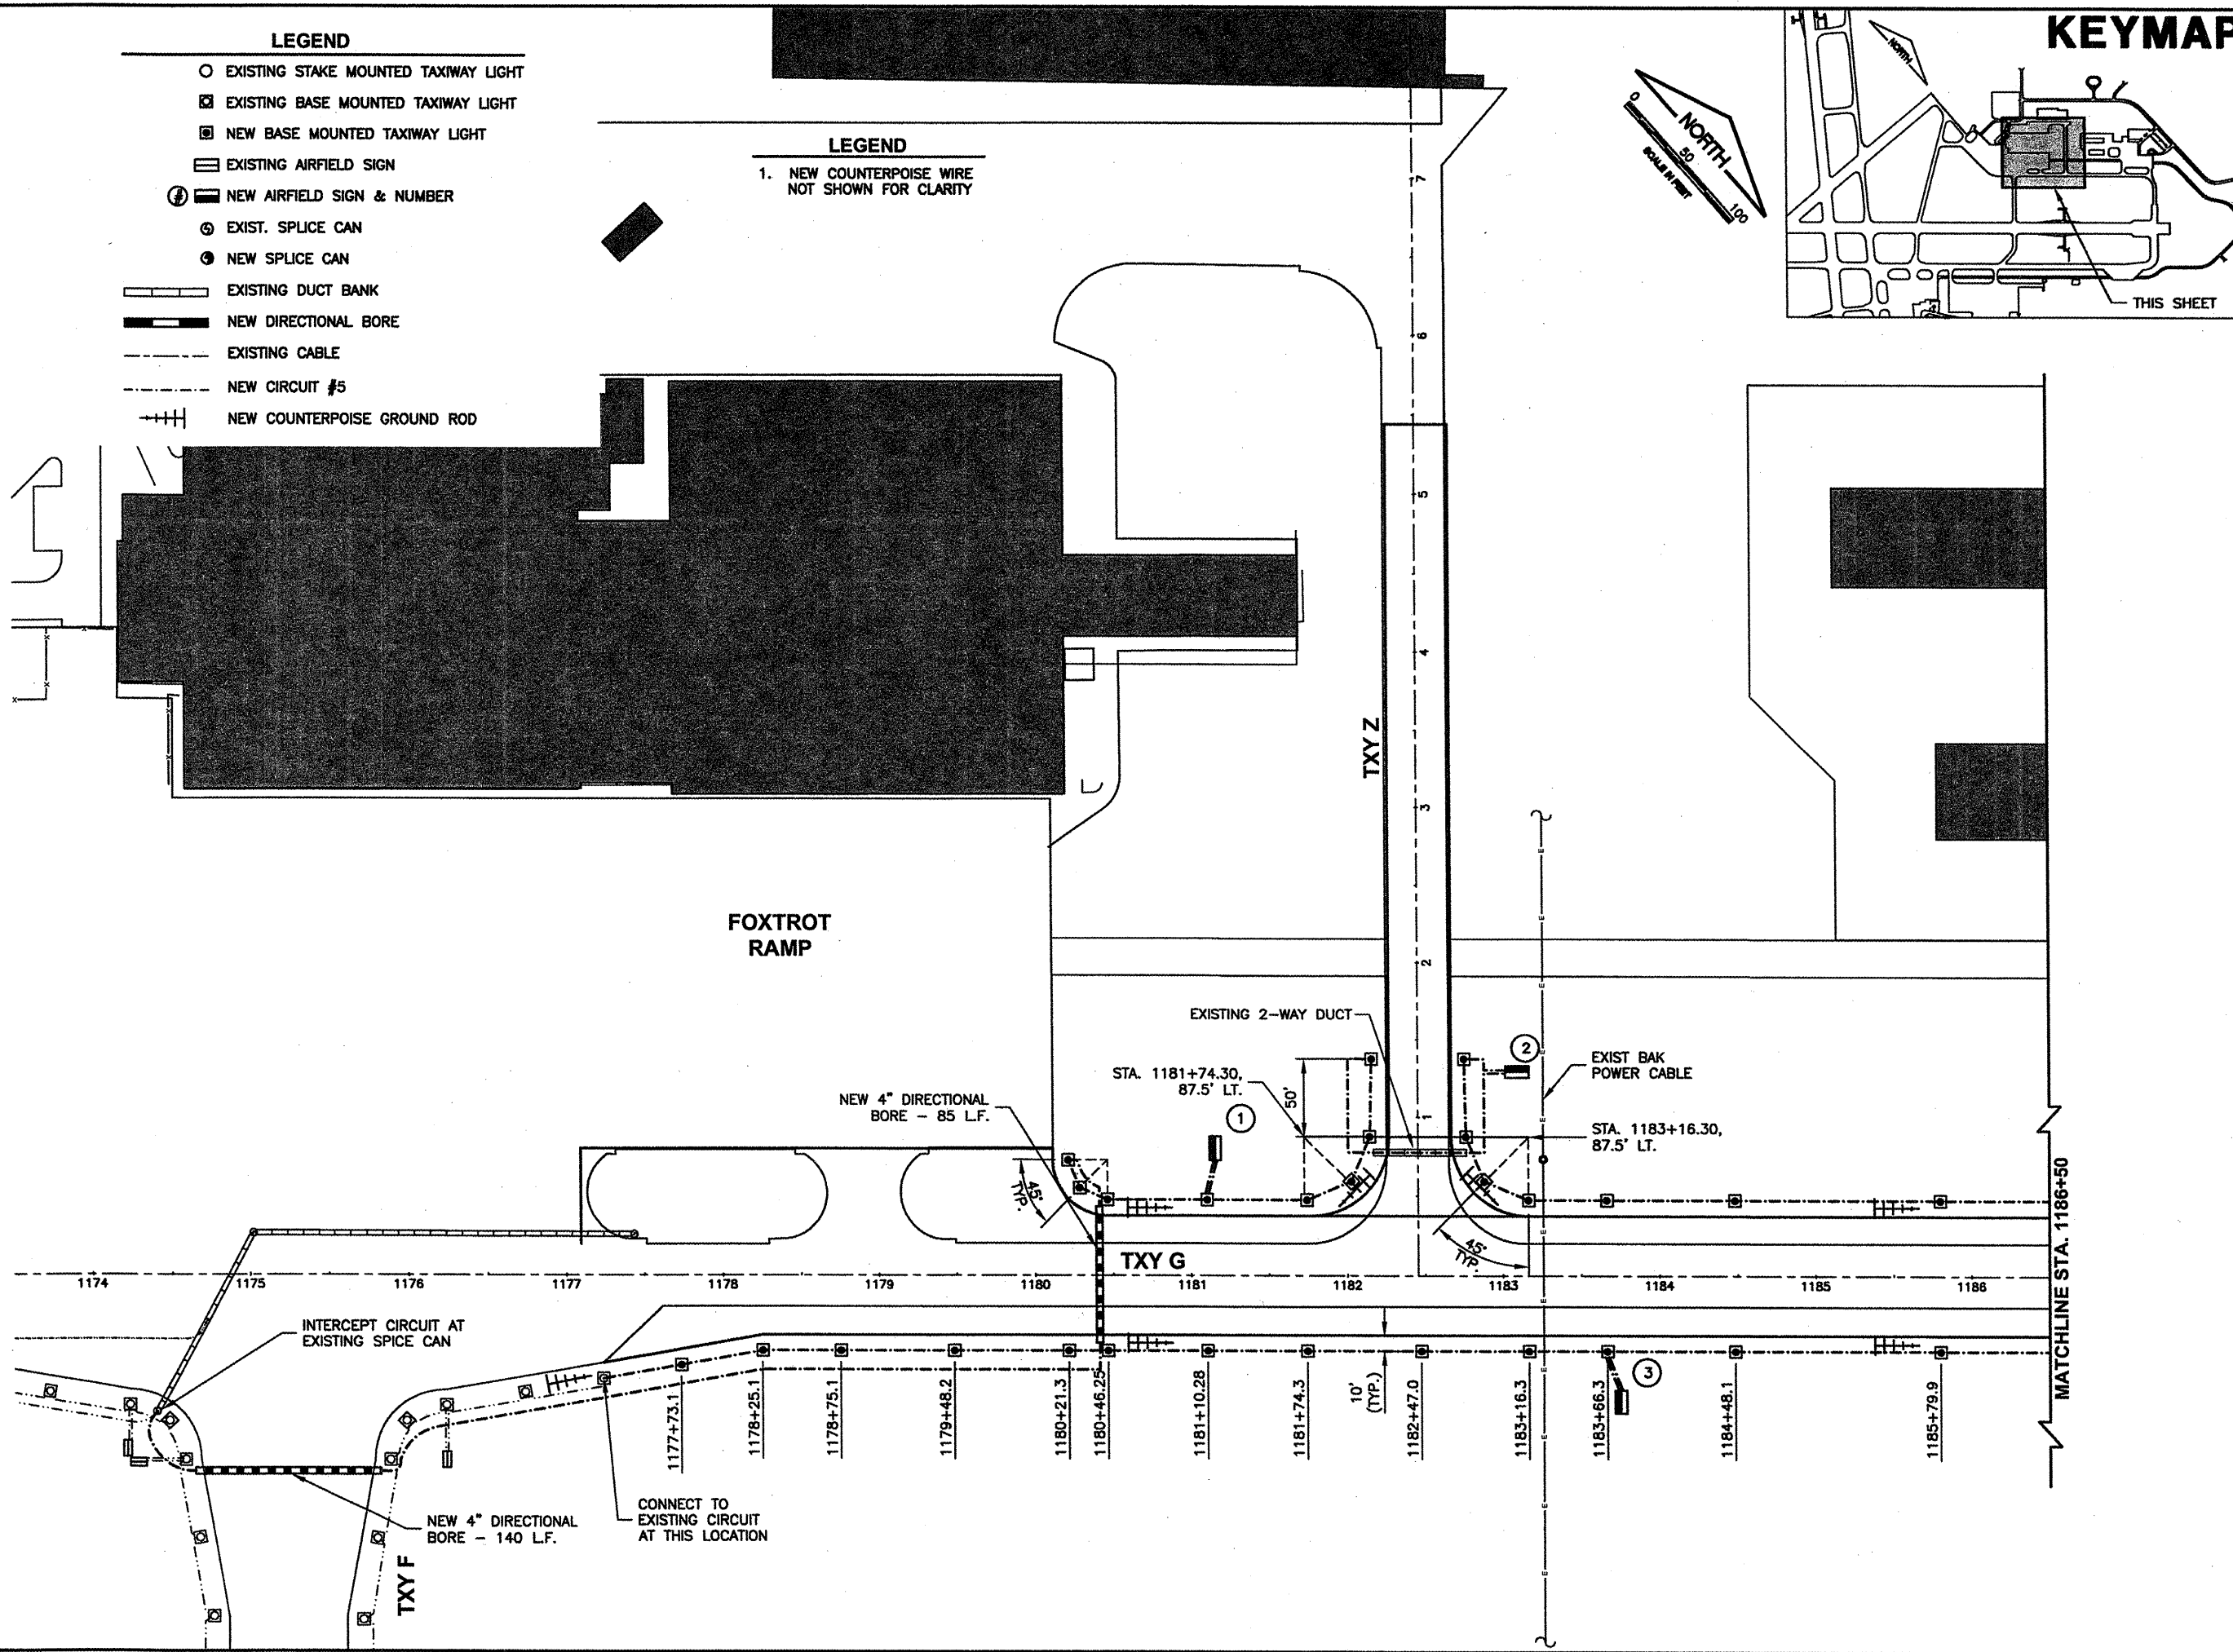 LEGEND
EXISTING STAKE MOUNTED TAXIWAY LIGHT
EXISTING BASE MOUNTED TAXIWAY LIGHT
NEW BASE MOUNTED TAXIWAY LIGHT
EXISTING AIRFIELD SIGN
# NEW AIRFIELD SIGN & NUMBER
S EXIST. SPLICE CAN
NEW SPLICE CAN
EXISTING DUCT BANK
NEW DIRECTIONAL BORE
EXISTING CABLE
NEW CIRCUIT #5
NEW COUNTERPOISE GROUND ROD
LEGEND
1. NEW COUNTERPOISE WIRE
NOT SHOWN FOR CLARITY
NORTH
0
50
100
SCALE IN FEET
KEYMAP
NORTH
THIS SHEET
7
6
5
4
3
2
1
TXY Z
FOXTROT
RAMP
EXISTING 2-WAY DUCT
STA. 1181+74.30,
87.5' LT.
50'
1
2
EXIST BAK
POWER CABLE
STA. 1183+16.30,
87.5' LT.
NEW 4" DIRECTIONAL
BORE - 85 L.F.
45°
TYP.
45°
TYP.
TXY G
1174
1175
1176
1177
1178
1179
1180
1181
1182
1183
1184
1185
1186
MATCHLINE STA. 1186+50
INTERCEPT CIRCUIT AT
EXISTING SPICE CAN
1177+73.1
1178+25.1
1178+75.1
1179+48.2
1180+21.3
1180+46.25
1181+10.28
1181+74.3
10'
(TYP.)
1182+47.0
1183+16.3
1183+66.3
3
1184+48.1
1185+79.9
NEW 4" DIRECTIONAL
BORE - 140 L.F.
CONNECT TO
EXISTING CIRCUIT
AT THIS LOCATION
TXY F